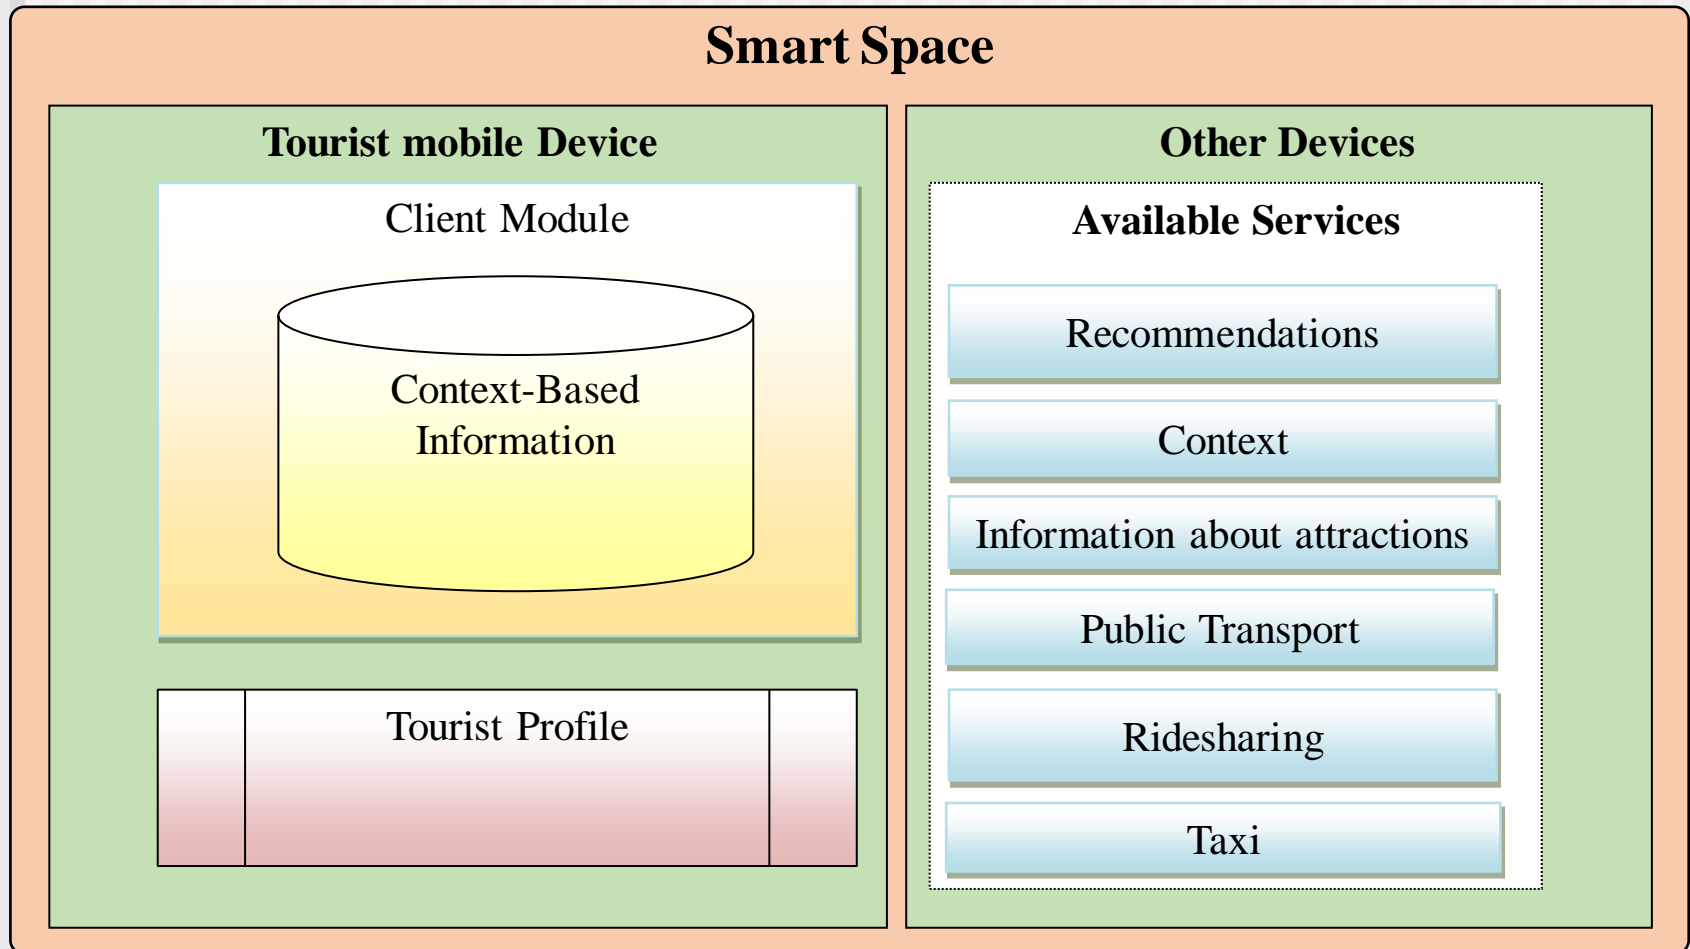 Smart Space
Tourist mobile Device
Client Module
Context-Based
Information
Tourist Profile
Other Devices
Available Services
Recommendations
Context
Information about attractions
Public Transport
Ridesharing
Taxi